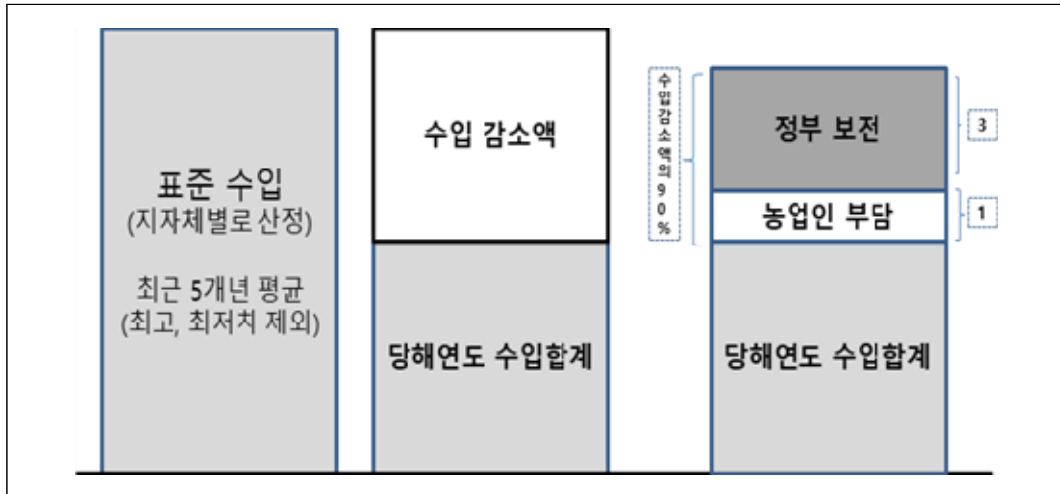 표준 수입
(지자체별로 산정)
최근 5개년 평균
(최고, 최저치 제외)
수입 감소액
당해연도 수입합계
수입감소액의90%
정부 보전
3
농업인 부담
1
당해연도 수입합계